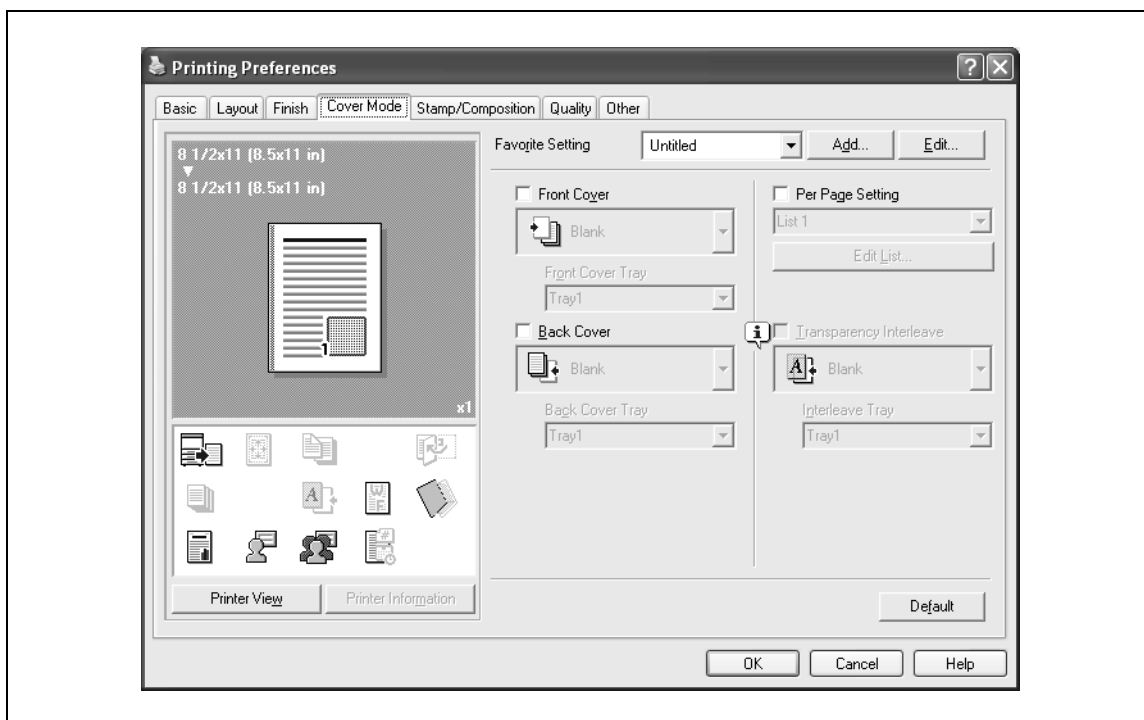 Printing Preferences
Basic Layout Finish Cover Mode Stamp/Composition Quality Other
8 1/2x11 (8.5x11 in)
8 1/2x11 (8.5x11 in)
1
x1
Printer View Printer Information
Favorite Setting Untitled Add... Edit...
Front Cover
Blank
Front Cover Tray
Tray1
Back Cover
Blank
Back Cover Tray
Tray1
Per Page Setting
List 1
Edit List...
Transparency Interleave
Blank
Interleave Tray
Tray1
Default
OK Cancel Help